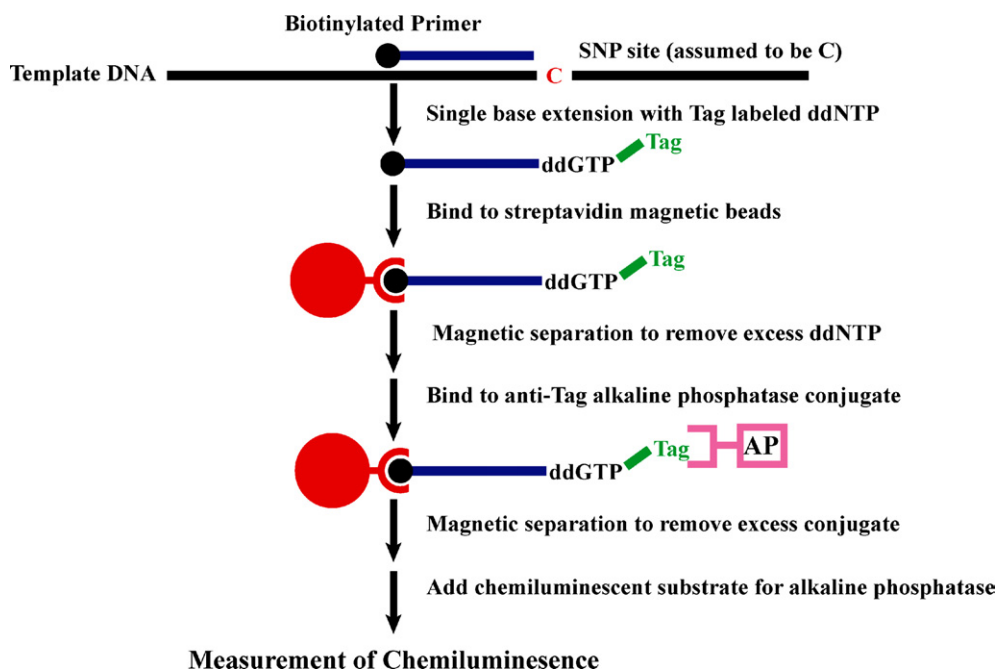 Biotinylated Primer
SNP site (assumed to be C)
Template DNA
C
Single base extension with Tag labeled ddNTP
Tag
ddGTP
Bind to streptavidin magnetic beads
Tag
ddGTP
Magnetic separation to remove excess ddNTP
Bind to anti-Tag alkaline phosphatase conjugate
Tag
AP
ddGTP
Magnetic separation to remove excess conjugate
Add chemiluminescent substrate for alkaline phosphatase
Measurement of Chemiluminesence